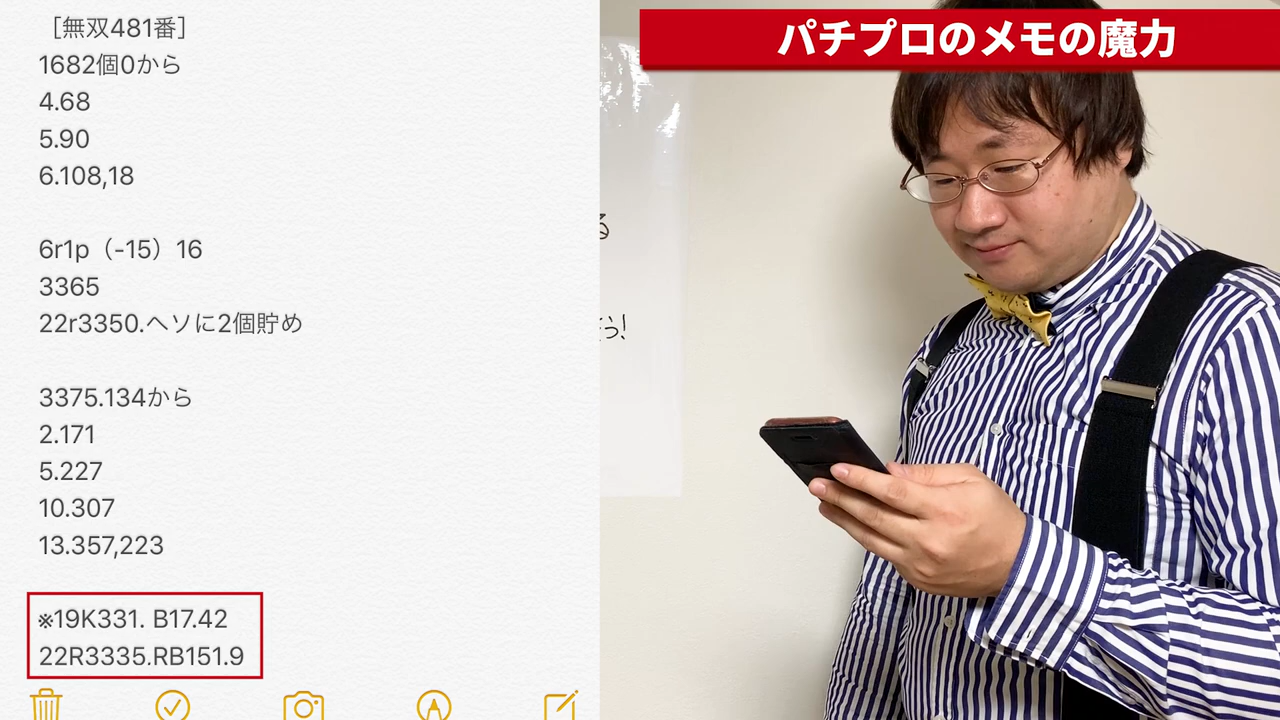 パチプロのメモの魔力
［無双481番］
1682個0から
4.68
5.90
6.108,18
6r1p（-15）16
3365
22r3350.ヘソに2個貯め
3375.134から
2.171
5.227
10.307
13.357,223
※19K331. B17.42
22R3335.RB151.9
る
う!